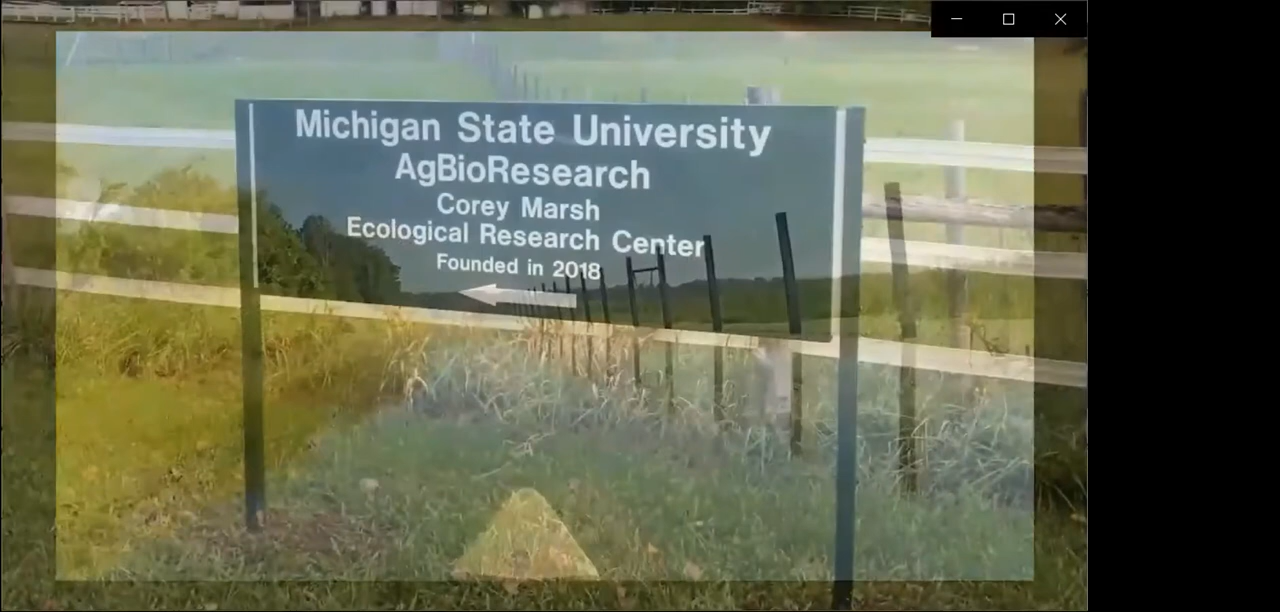 Michigan State University
AgBioResearch
Corey Marsh
Ecological Research Center
Founded in 2018